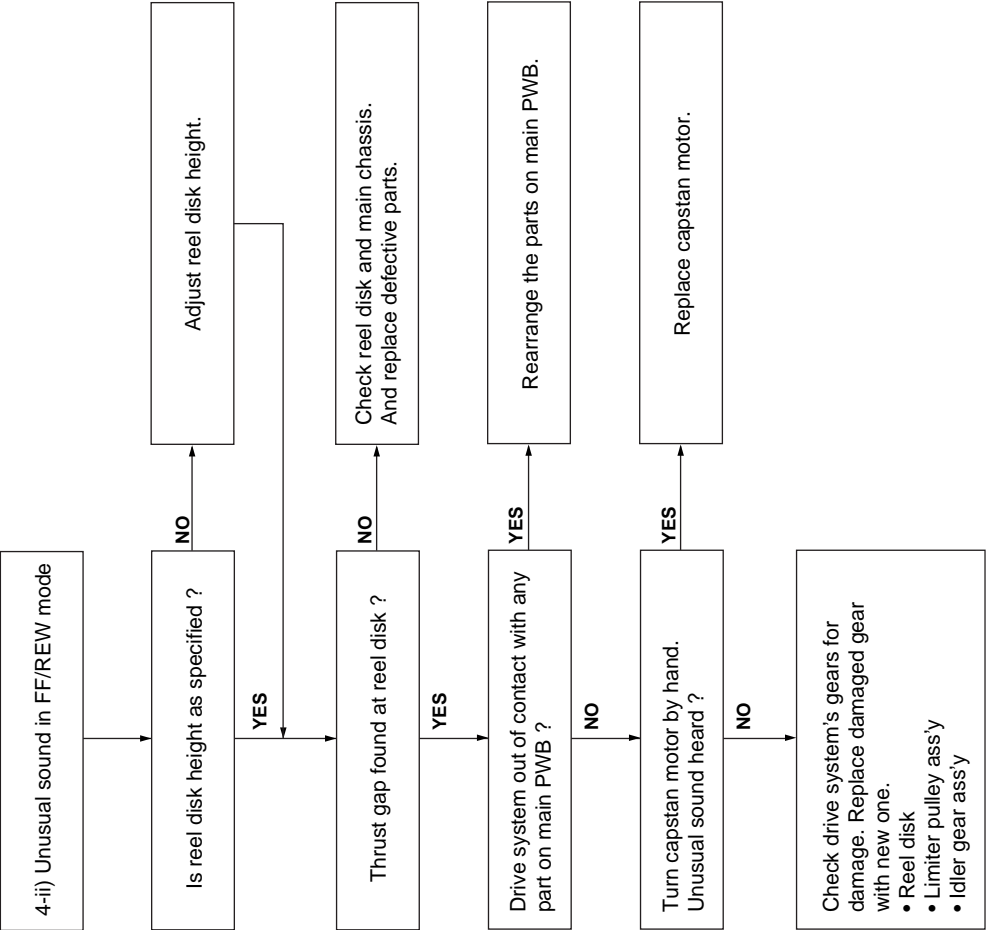 4-ii) Unusual sound in FF/REW mode
Is reel disk height as specified ?
NO
Adjust reel disk height.
YES
Thrust gap found at reel disk ?
NO
Check reel disk and main chassis.
And replace defective parts.
YES
Drive system out of contact with any
part on main PWB ?
YES
Rearrange the parts on main PWB.
NO
Turn capstan motor by hand.
Unusual sound heard ?
YES
Replace capstan motor.
NO
Check drive system's gears for
damage. Replace damaged gear
with new one.
• Reel disk
• Limiter pulley ass'y
• Idler gear ass'y